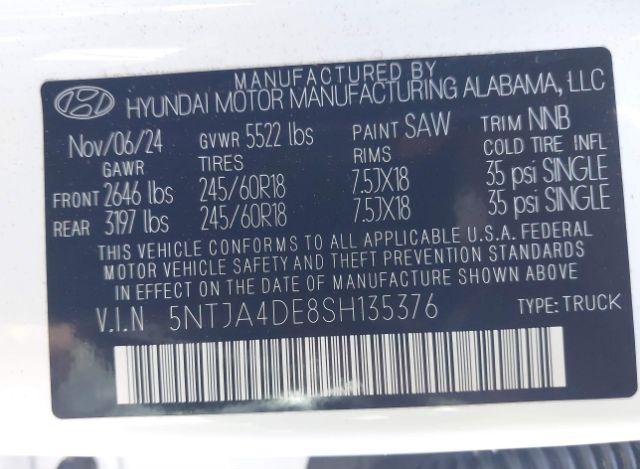 MANUFACTURED BY
HYUNDAI MOTOR MANUFACTURING ALABAMA, LLC
Nov/06/24 GVWR 5522 lbs PAINT SAW TRIM NNB
GAWR TIRES RIMS COLD TIRE INFL
FRONT 2646 lbs 245/60R18 7.5JX18 35 psi SINGLE
REAR 3197 lbs 245/60R18 7.5JX18 35 psi SINGLE
THIS VEHICLE CONFORMS TO ALL APPLICABLE U.S.A. FEDERAL
MOTOR VEHICLE SAFETY AND THEFT PREVENTION STANDARDS
IN EFFECT ON THE DATE OF MANUFACTURE SHOWN ABOVE.
V.I.N 5NTJA4DE8SH135376 TYPE:TRUCK